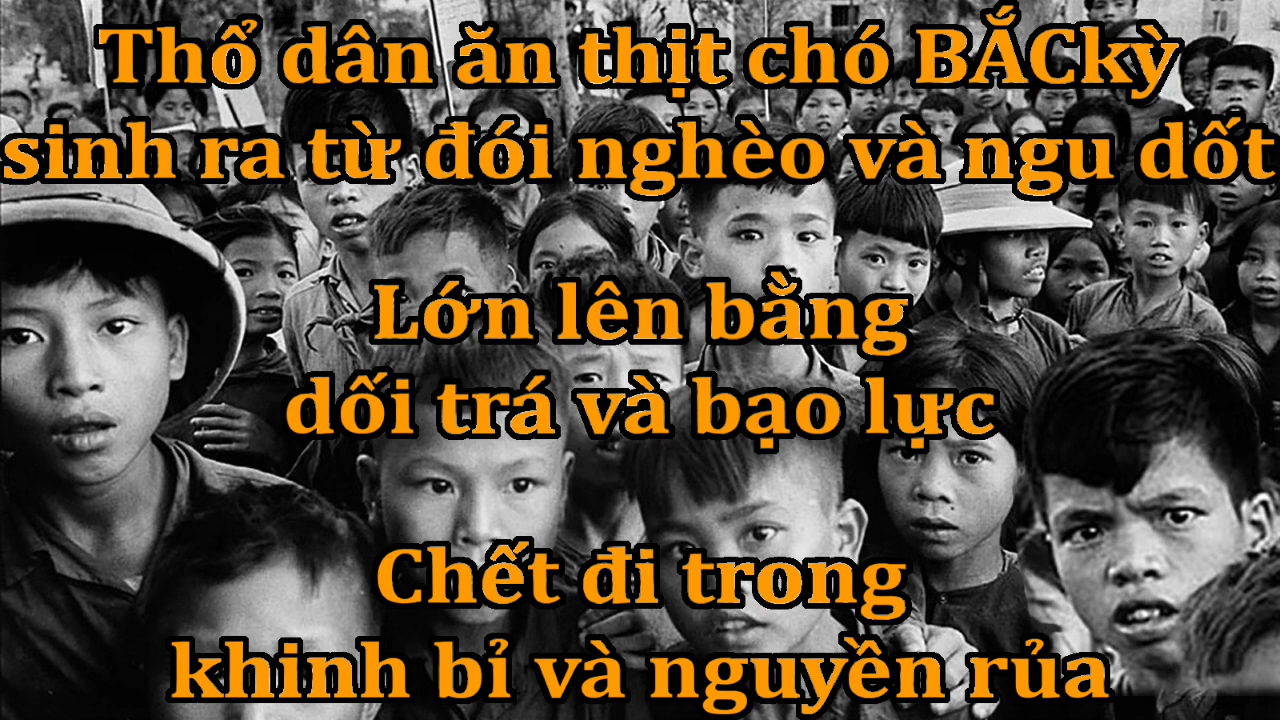 Thổ dân ăn thịt chó BẮCkỳ
sinh ra từ đói nghèo và ngu dốt
Lớn lên bằng
dối trá và bạo lực
Chết đi trong
khinh bỉ và nguyền rủa